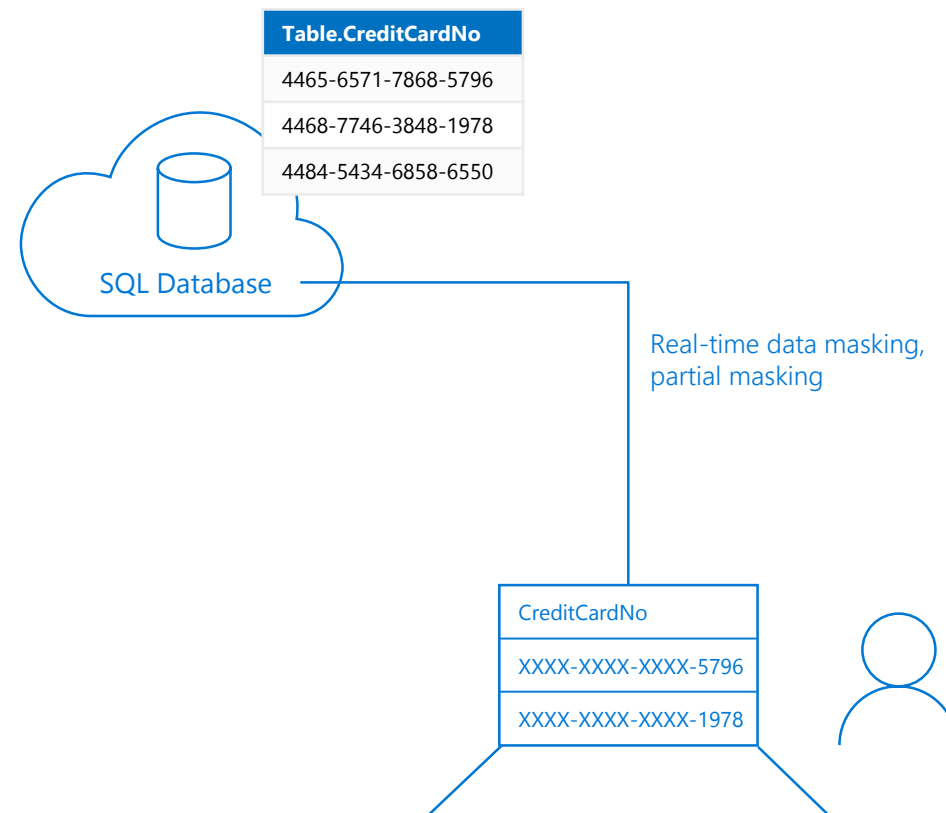 Table.CreditCardNo
4465-6571-7868-5796
4468-7746-3848-1978
4484-5434-6858-6550
SQL Database
Real-time data masking,
partial masking
CreditCardNo
XXXX-XXXX-XXXX-5796
XXXX-XXXX-XXXX-1978